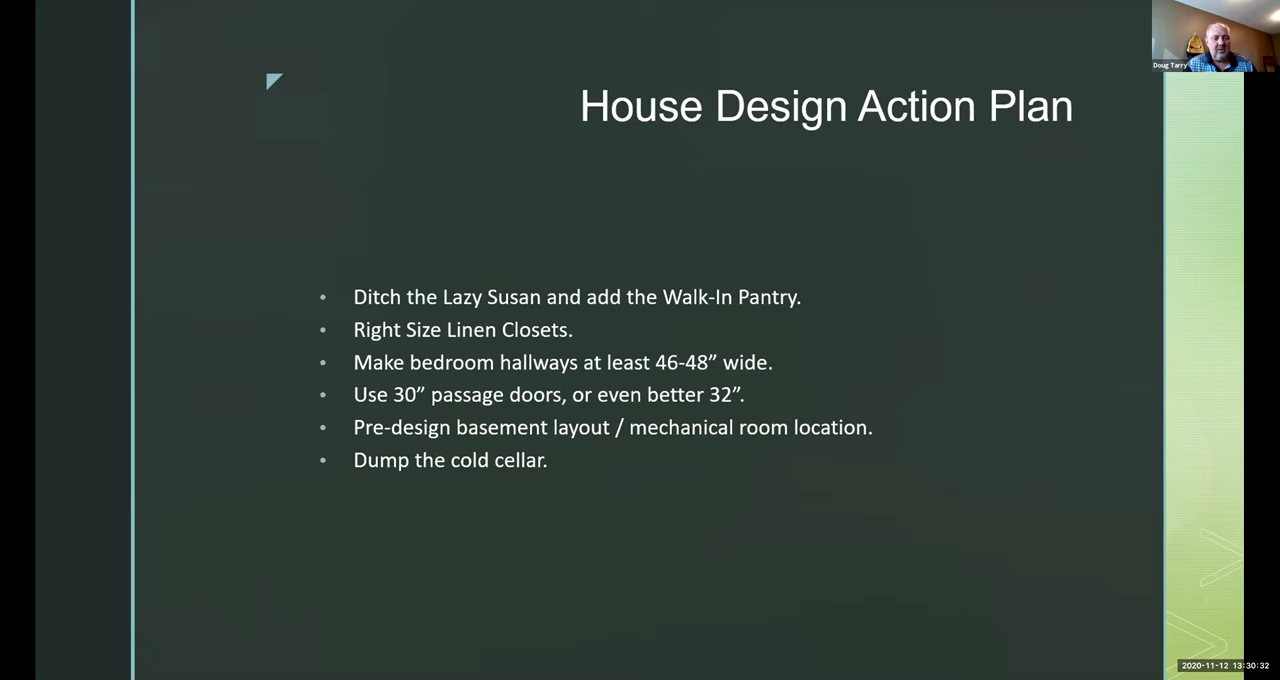 Doug Tarry
House Design Action Plan
• Ditch the Lazy Susan and add the Walk-In Pantry.
• Right Size Linen Closets.
• Make bedroom hallways at least 46-48” wide.
• Use 30” passage doors, or even better 32”.
• Pre-design basement layout / mechanical room location.
• Dump the cold cellar.
2020-11-12 13:30:32